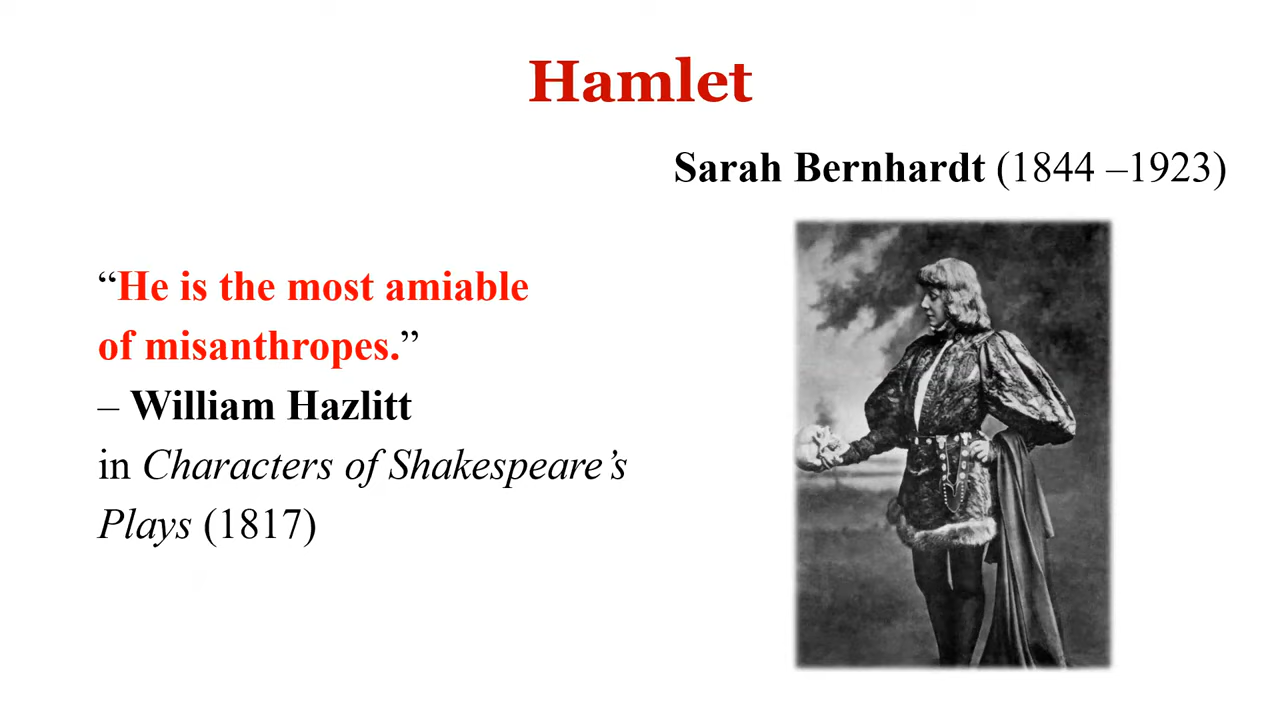 Hamlet
Sarah Bernhardt (1844 –1923)
“He is the most amiable
of misanthropes.”
– William Hazlitt
in Characters of Shakespeare’s
Plays (1817)